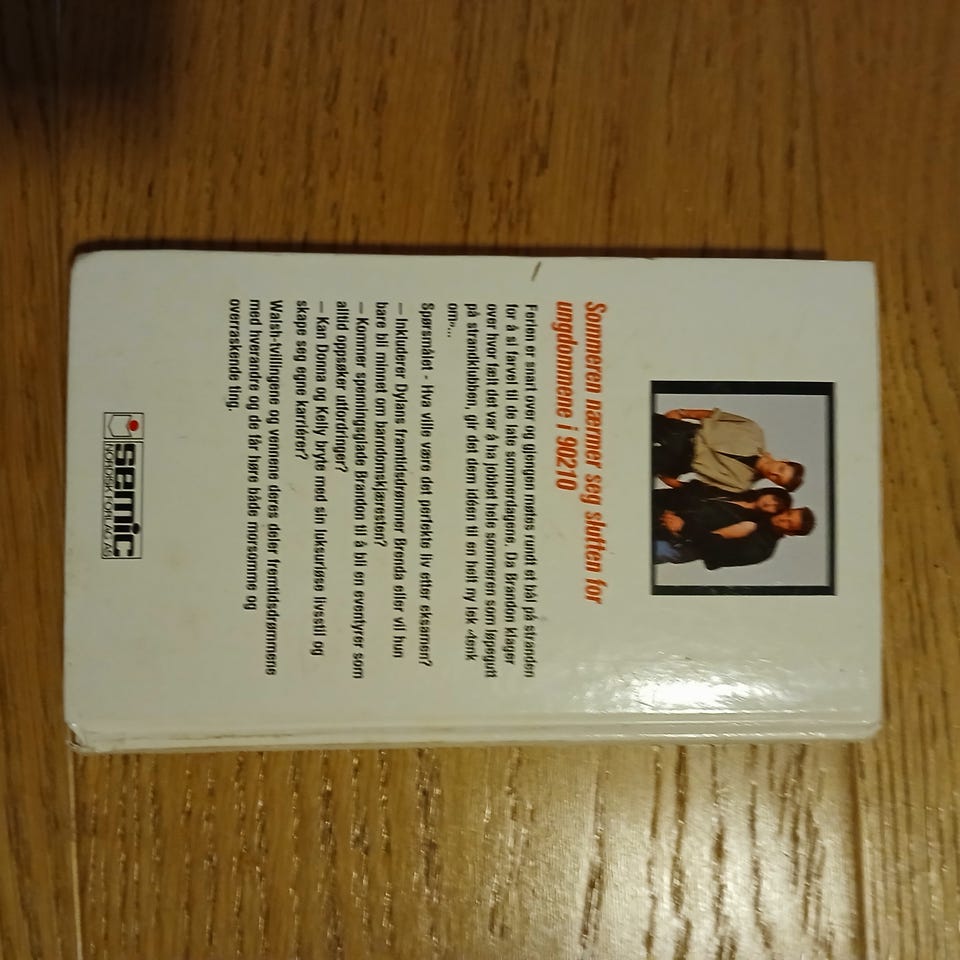 Sommeren nærmer seg slutten for
ungdommene i 90210
Ferien er snart over og gjengen møtes rundt et bål på stranden
for å si farvel til de late sommerdagene. Da Brandon klager
over hvor fælt det var å ha jobbet hele sommeren som løpegutt
på strandklubben, gir det dem idéen til en helt ny lek «tenk
om»...
Spørsmålet - Hva ville være det perfekte liv etter eksamen?
– Inkluderer Dylans framtidsdrømmer Brenda eller vil hun
bare bli minnet om barndomskjæresten?
– Kommer spenningsglade Brandon til å bli en eventyrer som
alltid oppsøker utfordringer?
– Kan Donna og Kelly bryte med sin luksuriøse livsstil og
skape seg egne karriérer?
Walsh-tvillingene og vennene deres deler fremtidsdrømmene
med hverandre og de får høre både morsomme og
overraskende ting.
semic
NORDISK FORLAG AS